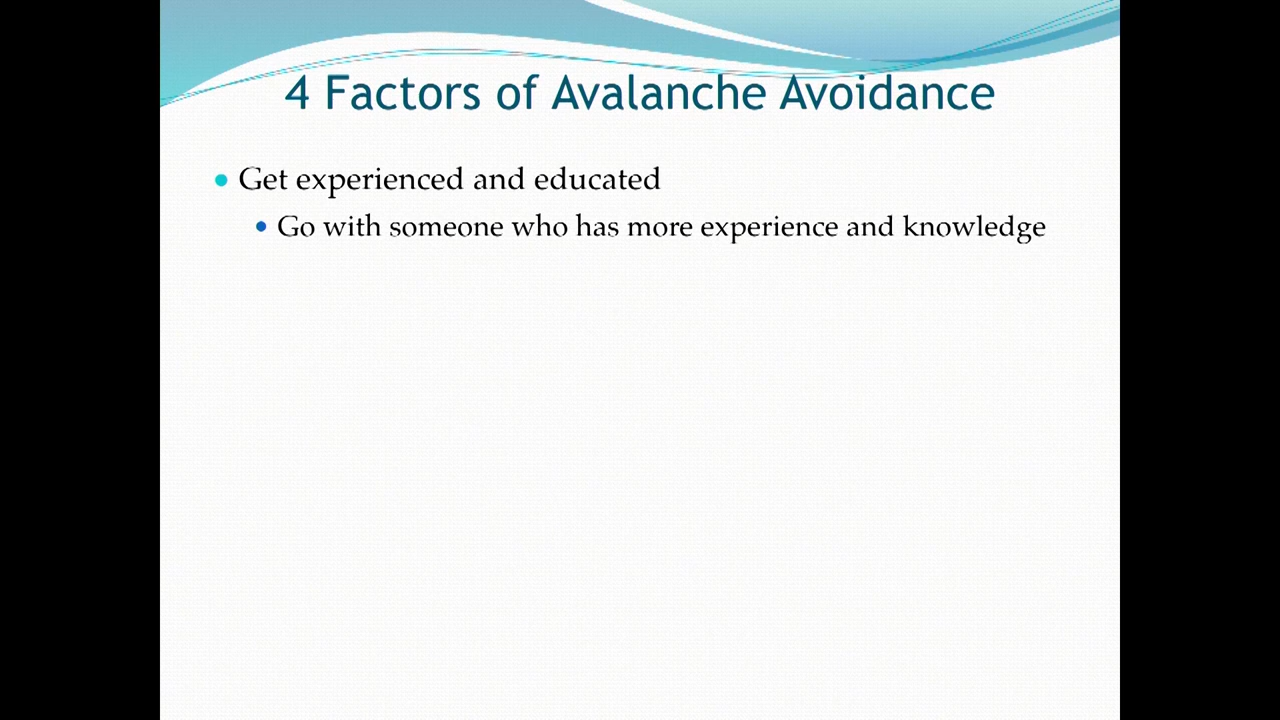 4 Factors of Avalanche Avoidance
Get experienced and educated
Go with someone who has more experience and knowledge